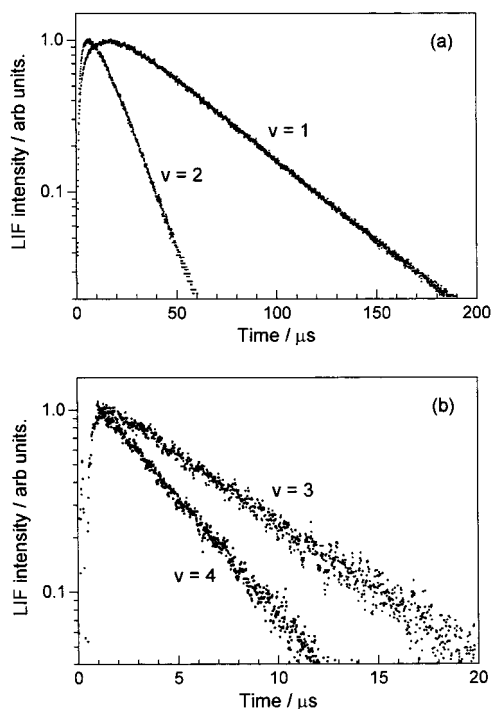 (a)
LIF intensity / arb units.
1.0
0.1
v = 1
v = 2
0 50 100 150 200
Time / μs
(b)
LIF intensity / arb units.
1.0
0.1
v = 3
v = 4
0 5 10 15 20
Time / μs